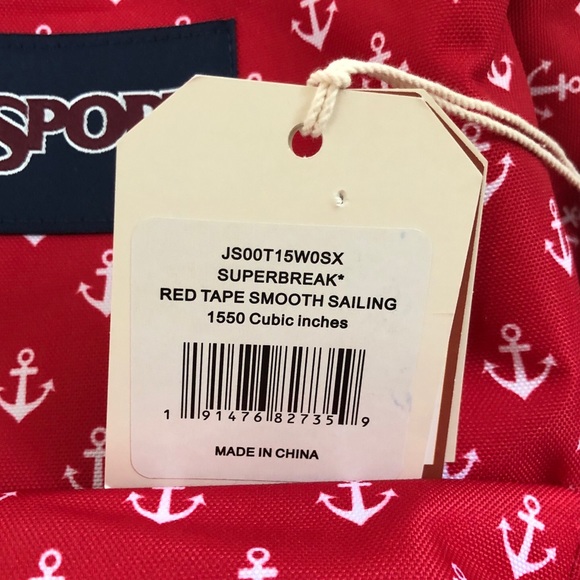 SPOR
JS00T15W0SX
SUPERBREAK*
RED TAPE SMOOTH SAILING
1550 Cubic inches
1 91476 82735 9
MADE IN CHINA